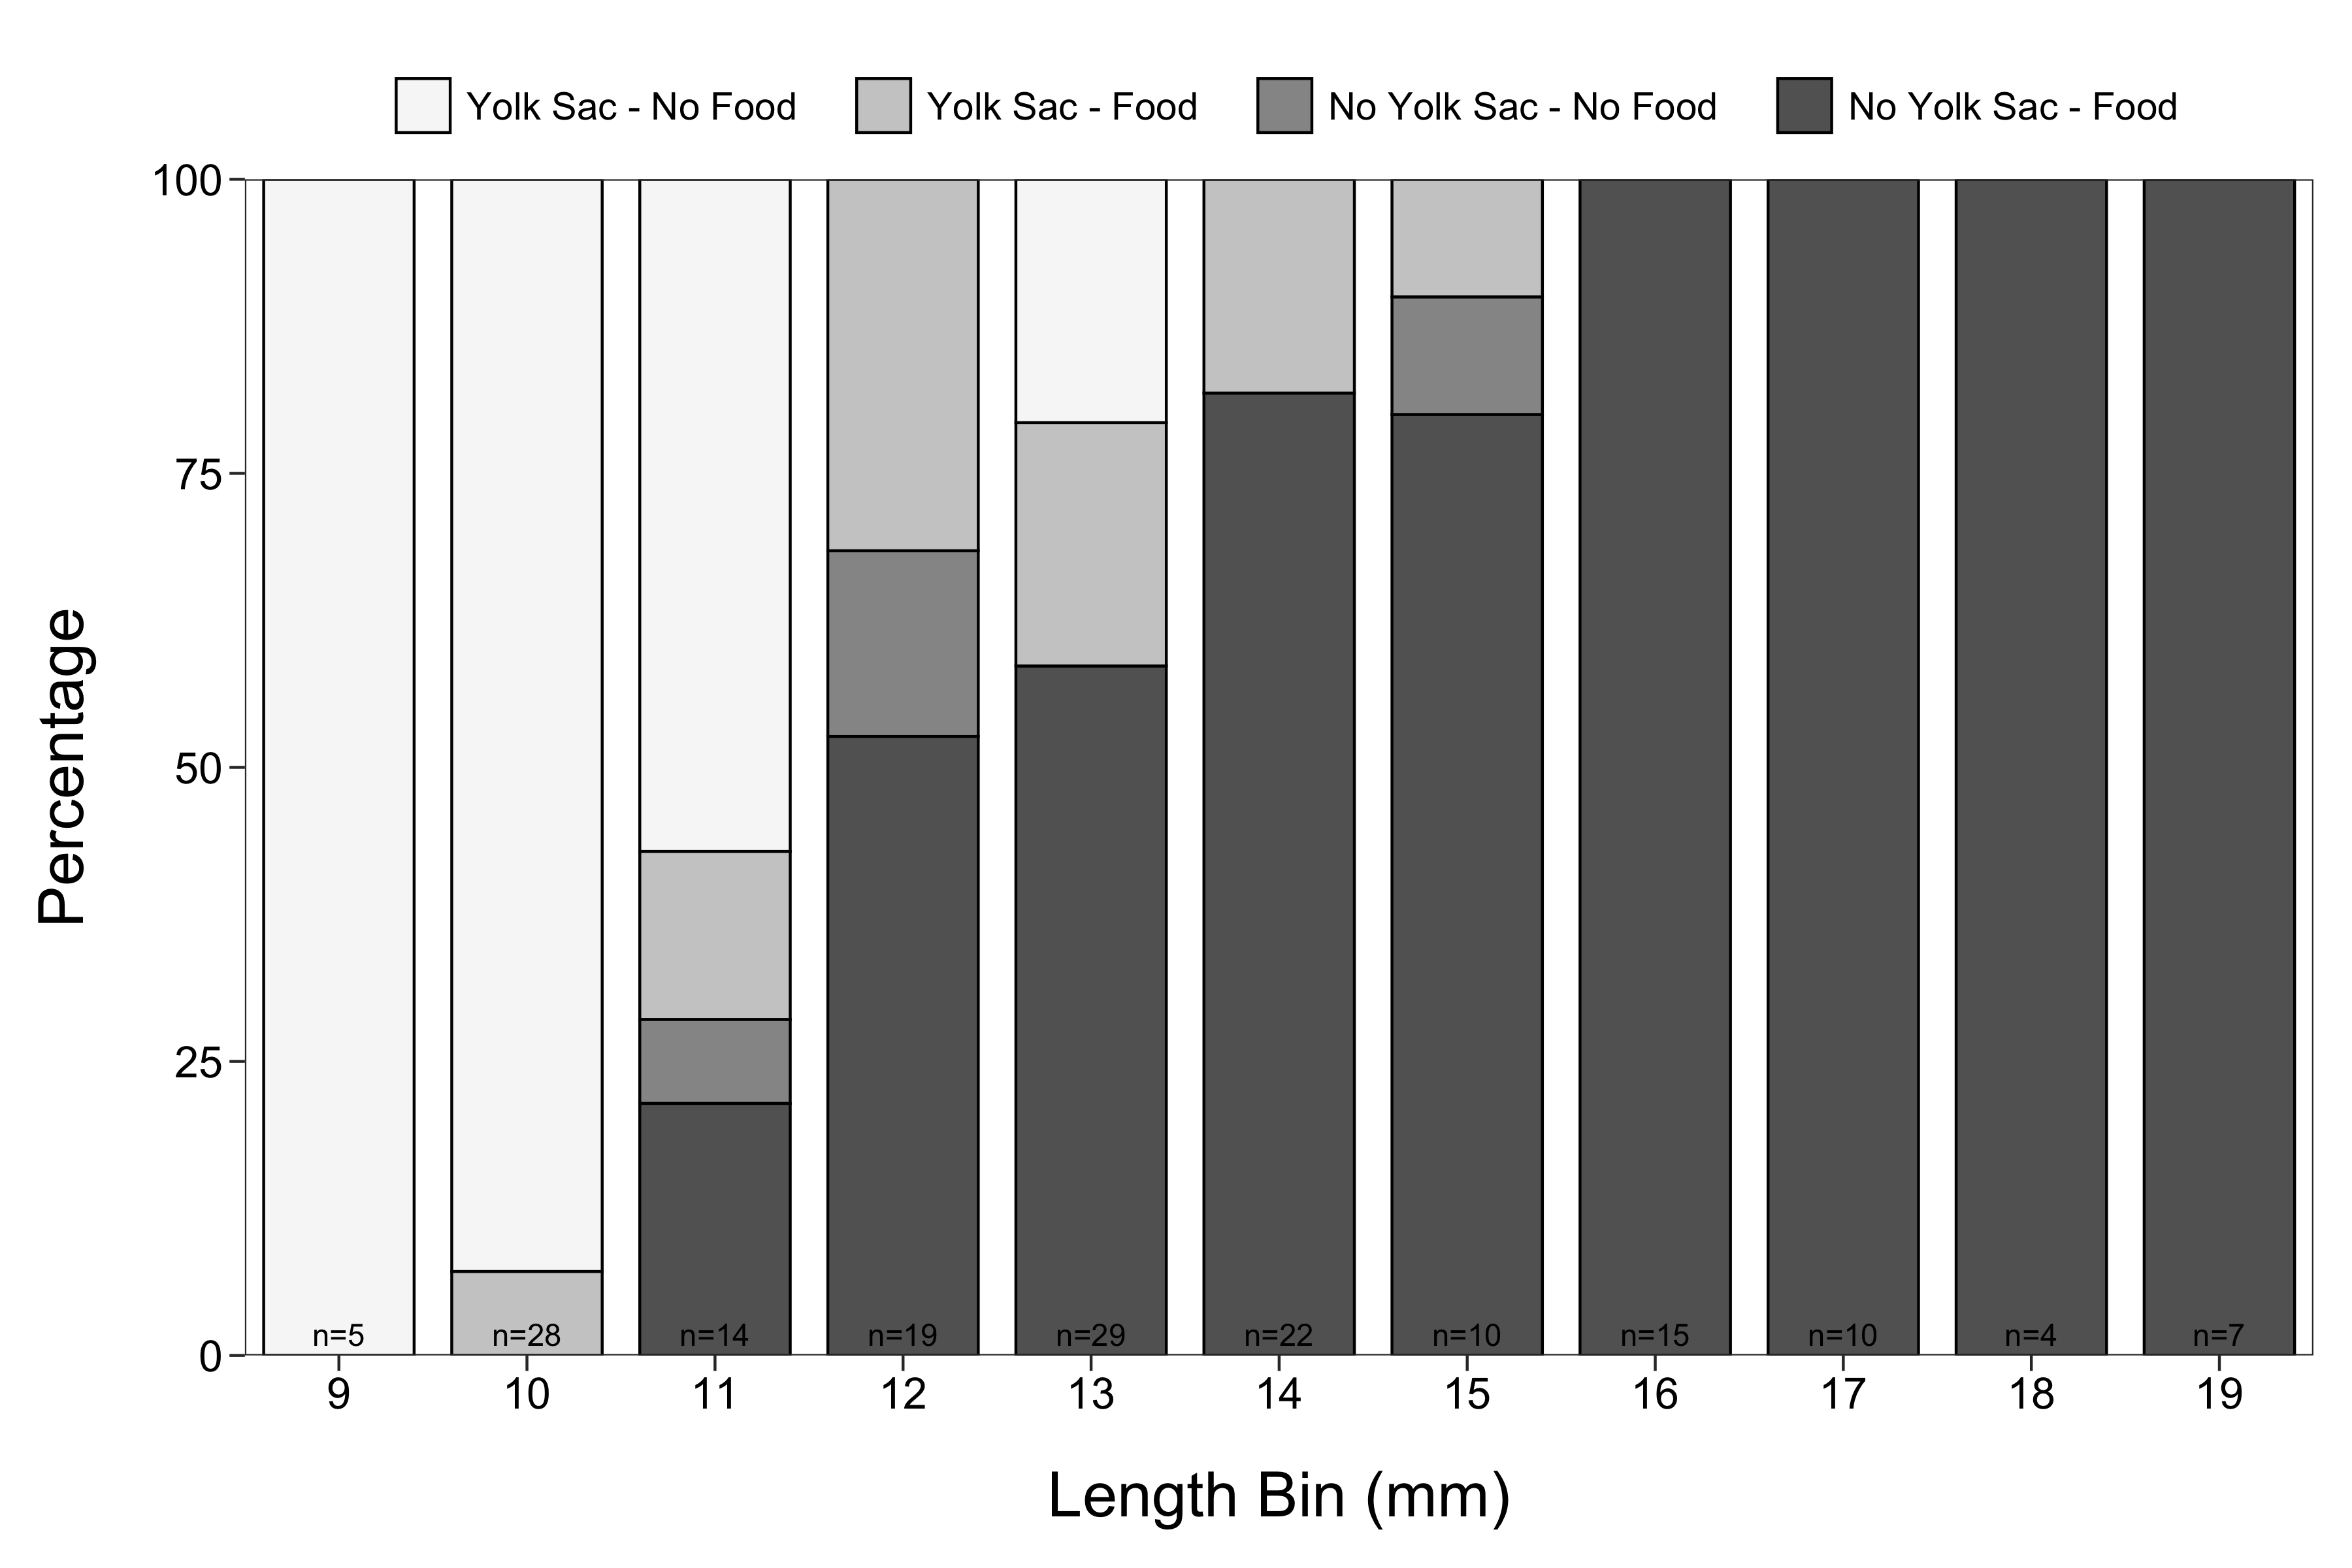 Yolk Sac - No Food Yolk Sac - Food No Yolk Sac - No Food No Yolk Sac - Food
100
75
50
25
0
Percentage
n=5 n=28 n=14 n=19 n=29 n=22 n=10 n=15 n=10 n=4 n=7
9 10 11 12 13 14 15 16 17 18 19
Length Bin (mm)